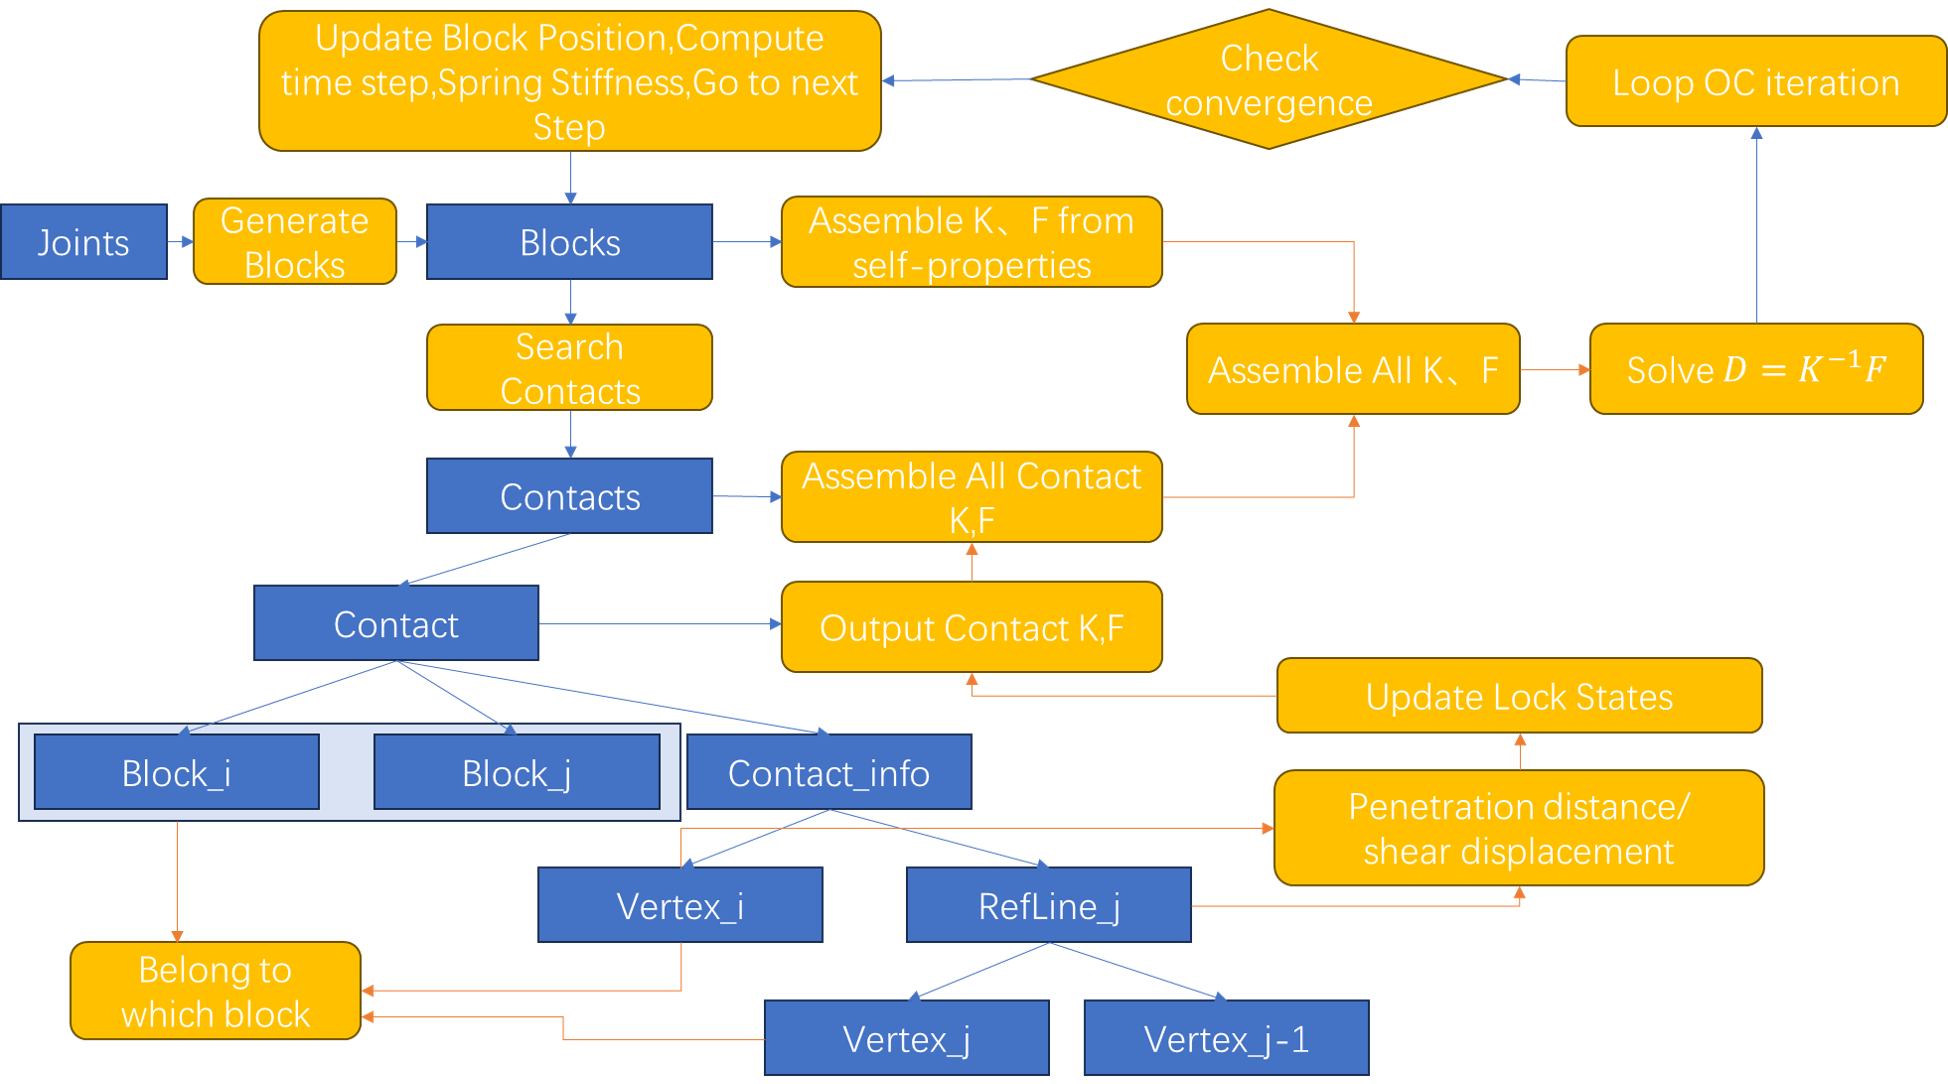 Update Block Position,Compute
time step,Spring Stiffness,Go to next
Step
Check
convergence
Loop OC iteration
Joints
Generate
Blocks
Blocks
Assemble K、F from
self-properties
Search
Contacts
Assemble All K、F
Solve D = K⁻¹F
Contacts
Assemble All Contact
K,F
Contact
Output Contact K,F
Update Lock States
Block_i
Block_j
Contact_info
Penetration distance/
shear displacement
Vertex_i
RefLine_j
Belong to
which block
Vertex_j
Vertex_j-1